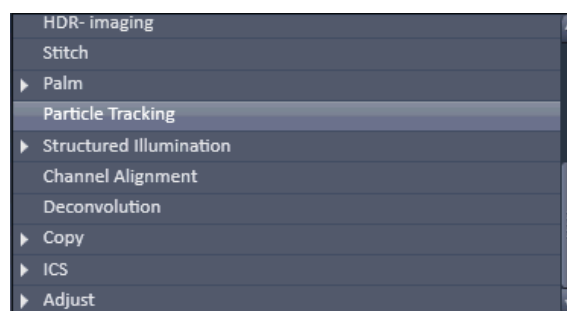 HDR- imaging
Stitch
Palm
Particle Tracking
Structured Illumination
Channel Alignment
Deconvolution
Copy
ICS
Adjust